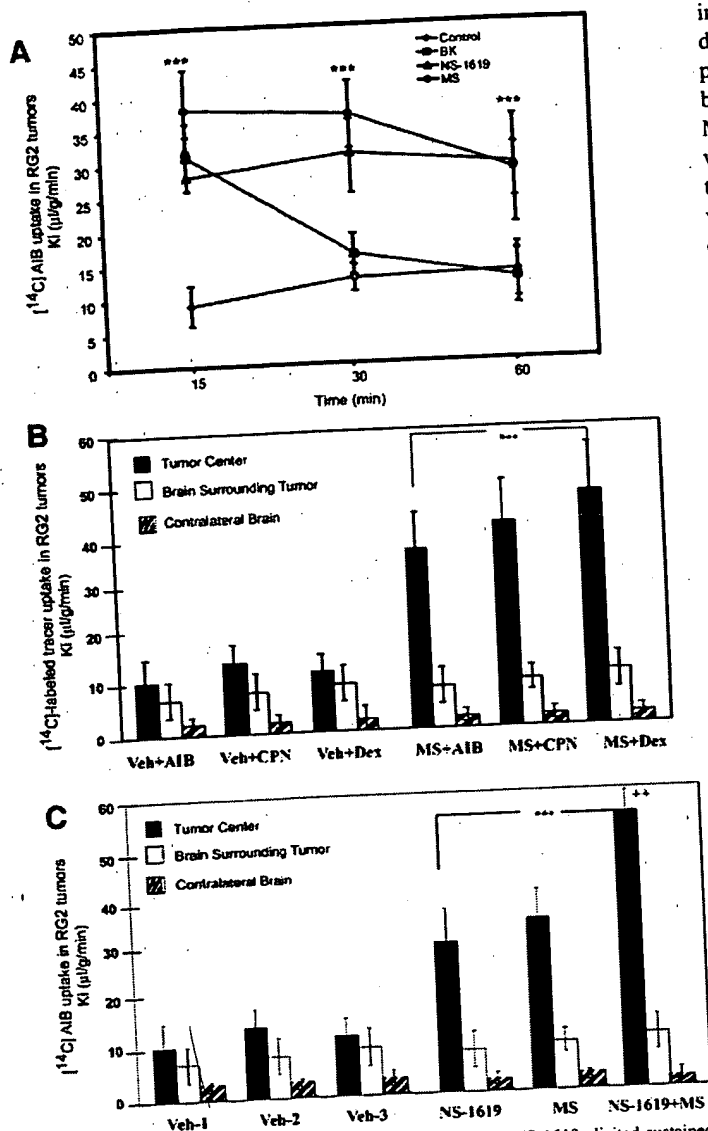 A
50
45
40
35
30
25
20
15
10
5
0
[¹⁴C] AIB uptake in RG2 tumors
KI (µl/g/min)
Control
BK
NS-1619
MS
***
***
***
15
30
60
Time (min)
B
60
50
40
30
20
10
0
[¹⁴C]-labeled tracer uptake in RG2 tumors
KI (µl/g/min)
Tumor Center
Brain Surrounding Tumor
Contralateral Brain
***
Veh+AIB
Veh+CPN
Veh+Dex
MS+AIB
MS+CPN
MS+Dex
C
60
50
40
30
20
10
0
[¹⁴C] AIB uptake in RG2 tumors
KI (µl/g/min)
Tumor Center
Brain Surrounding Tumor
Contralateral Brain
***
++
Veh-1
Veh-2
Veh-3
NS-1619
MS
NS-1619+MS
elicited sustained